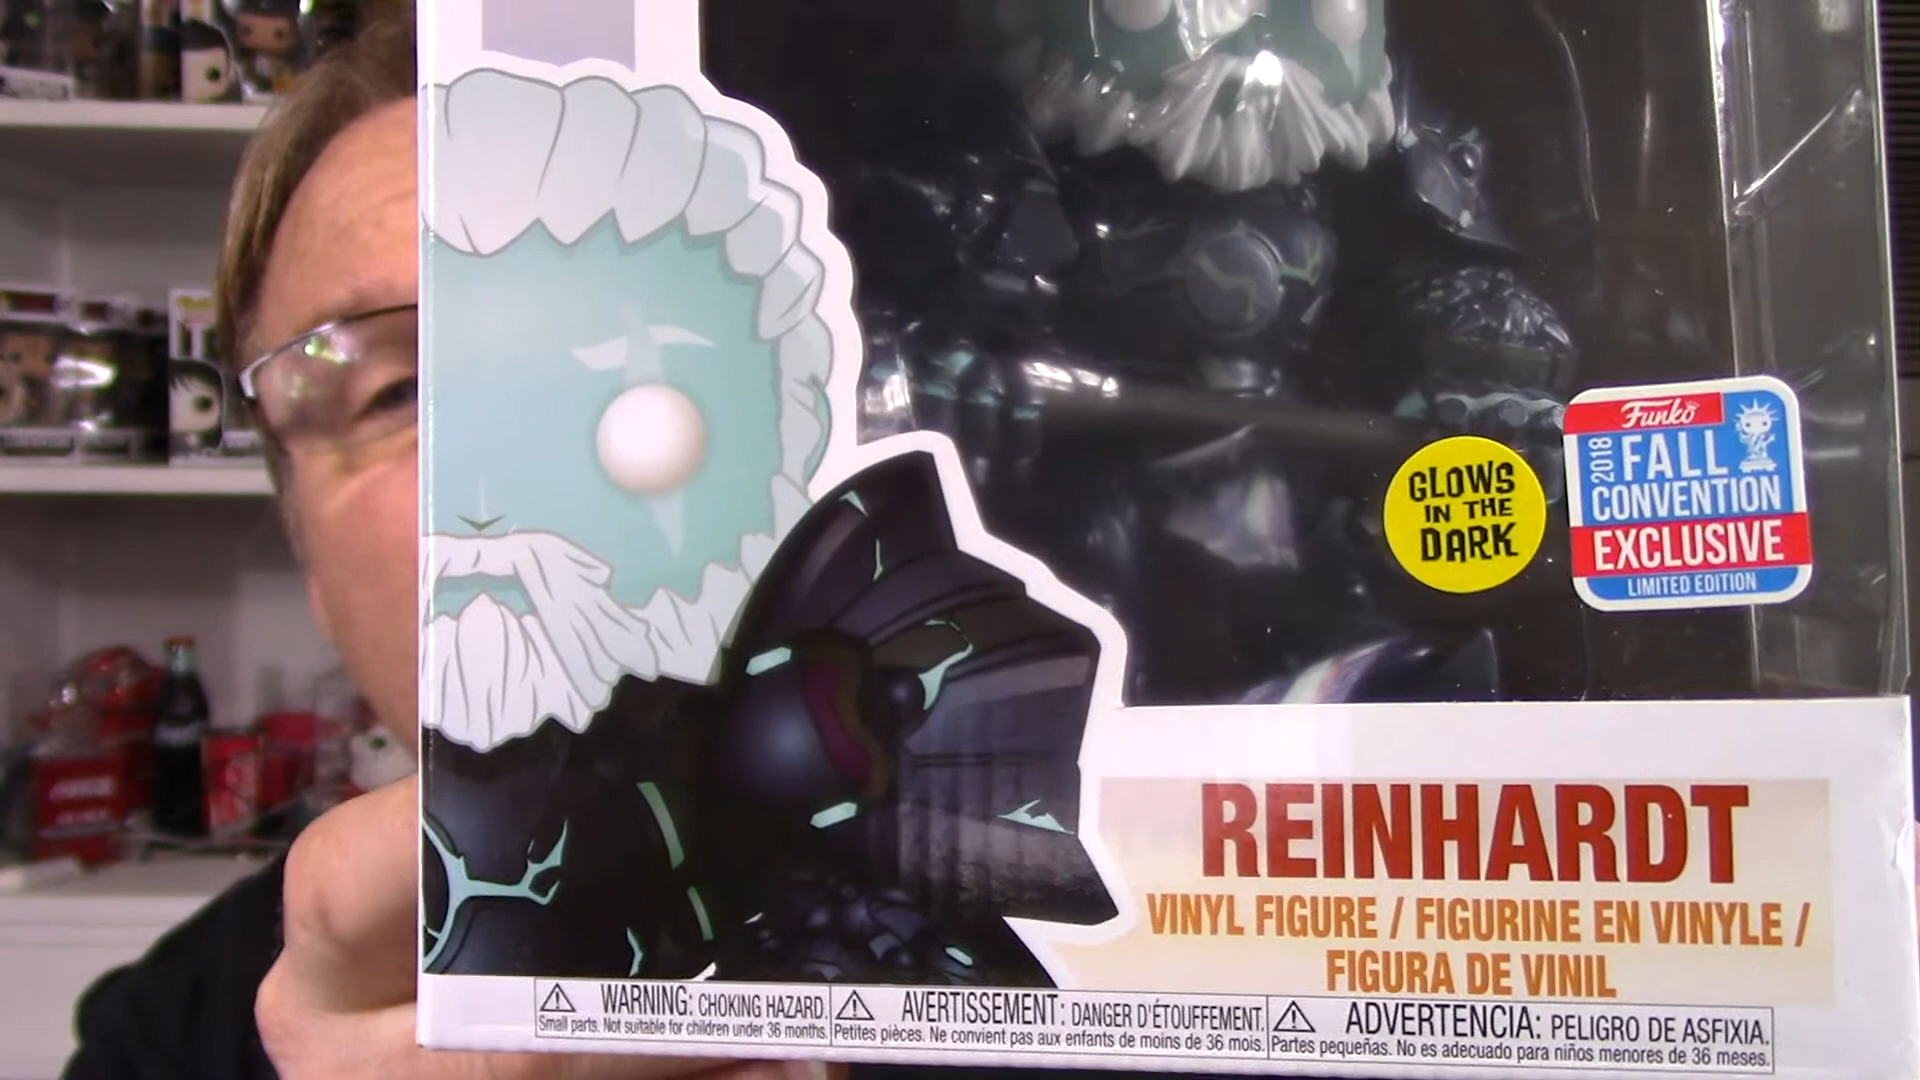 GLOWS
IN THE
DARK
Funko
2018
FALL
CONVENTION
EXCLUSIVE
LIMITED EDITION
REINHARDT
VINYL FIGURE / FIGURINE EN VINYLE /
FIGURA DE VINIL
WARNING: CHOKING HAZARD.
Small parts. Not suitable for children under 36 months.
AVERTISSEMENT: DANGER D'ÉTOUFFEMENT.
Petites pièces. Ne convient pas aux enfants de moins de 36 mois.
ADVERTENCIA: PELIGRO DE ASFIXIA.
Partes pequeñas. No es adecuado para niños menores de 36 meses.